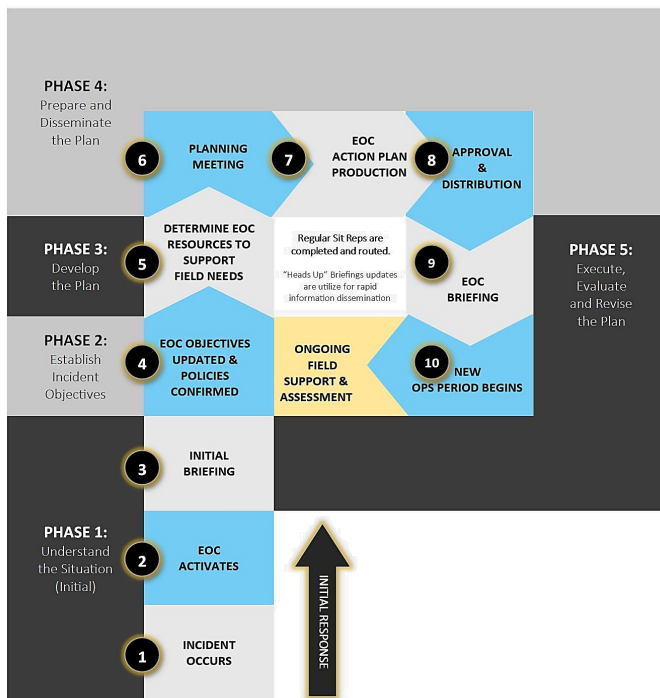 PHASE 4:
Prepare and
Disseminate
the Plan
6
PLANNING
MEETING
7
EOC
ACTION PLAN
PRODUCTION
8
APPROVAL
&
DISTRIBUTION
PHASE 3:
Develop
the Plan
5
DETERMINE EOC
RESOURCES TO
SUPPORT
FIELD NEEDS
Regular Sit Reps are
completed and routed.
“Heads Up” Briefings updates
are utilize for rapid
information dissemination
9
EOC
BRIEFING
PHASE 5:
Execute,
Evaluate
and Revise
the Plan
PHASE 2:
Establish
Incident
Objectives
4
EOC OBJECTIVES
UPDATED &
POLICIES
CONFIRMED
ONGOING
FIELD
SUPPORT &
ASSESSMENT
10
NEW
OPS PERIOD BEGINS
3
INITIAL
BRIEFING
PHASE 1:
Understand
the Situation
(Initial)
2
EOC
ACTIVATES
1
INCIDENT
OCCURS
INITIAL RESPONSE